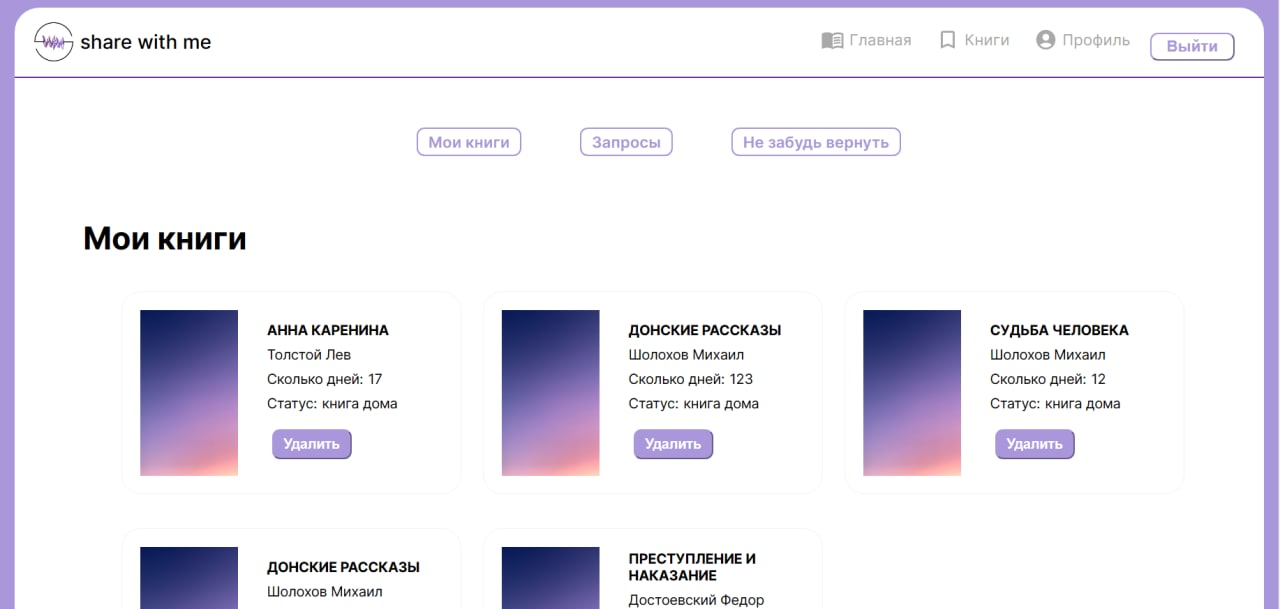 share with me
Главная
Книги
Профиль
Выйти
Мои книги
Запросы
Не забудь вернуть
Мои книги
АННА КАРЕНИНА
Толстой Лев
Сколько дней: 17
Статус: книга дома
Удалить
ДОНСКИЕ РАССКАЗЫ
Шолохов Михаил
Сколько дней: 123
Статус: книга дома
Удалить
СУДЬБА ЧЕЛОВЕКА
Шолохов Михаил
Сколько дней: 12
Статус: книга дома
Удалить
ДОНСКИЕ РАССКАЗЫ
Шолохов Михаил
ПРЕСТУПЛЕНИЕ И
НАКАЗАНИЕ
Достоевский Федор